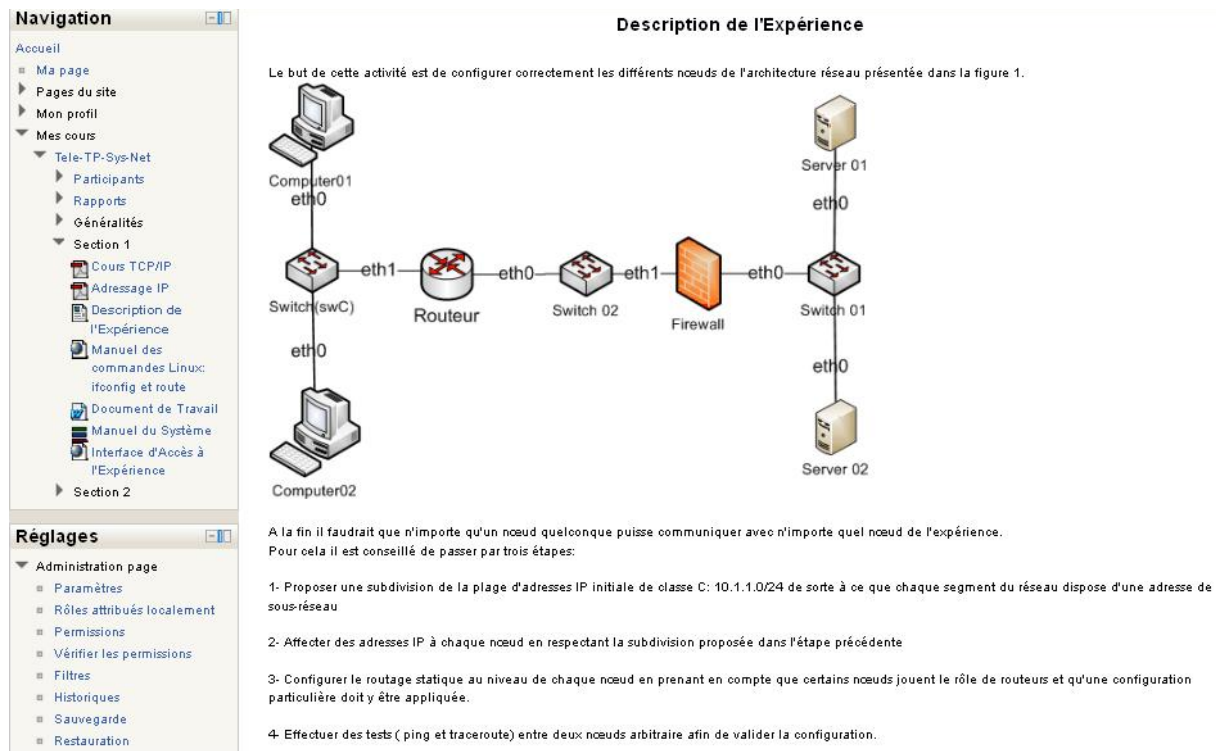 Navigation
Accueil
Ma page
Pages du site
Mon profil
Mes cours
Tele-TP-Sys-Net
Participants
Rapports
Généralités
Section 1
Cours TCP/IP
Adressage IP
Description de
l'Expérience
Manuel des
commandes Linux:
ifconfig et route
Document de Travail
Manuel du Système
Interface d'Accès à
l'Expérience
Section 2
Réglages
Administration page
Paramètres
Rôles attribués localement
Permissions
Vérifier les permissions
Filtres
Historiques
Sauvegarde
Restauration
Description de l'Expérience
Le but de cette activité est de configurer correctement les différents nœuds de l'architecture réseau présentée dans la figure 1.
Computer01
eth0
Server 01
eth0
Switch(swC)
eth1
Routeur
eth0
Switch 02
eth1
Firewall
eth0
Switch 01
eth0
Computer02
eth0
Server 02
A la fin il faudrait que n'importe qu'un nœud quelconque puisse communiquer avec n'importe quel nœud de l'expérience.
Pour cela il est conseillé de passer par trois étapes:
1- Proposer une subdivision de la plage d'adresses IP initiale de classe C: 10.1.1.0/24 de sorte à ce que chaque segment du réseau dispose d'une adresse de
sous-réseau
2- Affecter des adresses IP à chaque nœud en respectant la subdivision proposée dans l'étape précédente
3- Configurer le routage statique au niveau de chaque nœud en prenant en compte que certains nœuds jouent le rôle de routeurs et qu'une configuration
particulière doit y être appliquée.
4- Effectuer des tests ( ping et traceroute) entre deux nœuds arbitraire afin de valider la configuration.